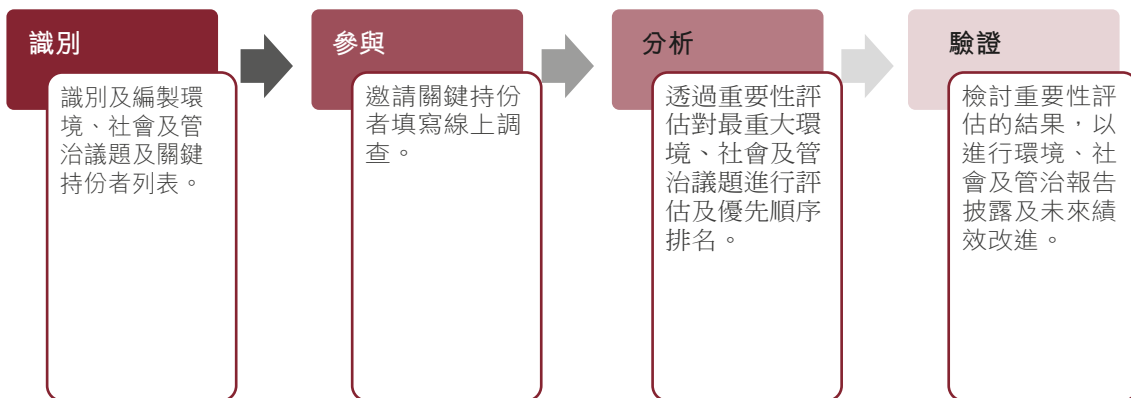 識別
識別及編製環
境、社會及管
治議題及關鍵
持份者列表。
參與
邀請關鍵持份
者填寫線上調
查。
分析
透過重要性評
估對最重大環
境、社會及管
治議題進行評
估及優先順序
排名。
驗證
檢討重要性評
估的結果，以
進行環境、社
會及管治報告
披露及未來績
效改進。